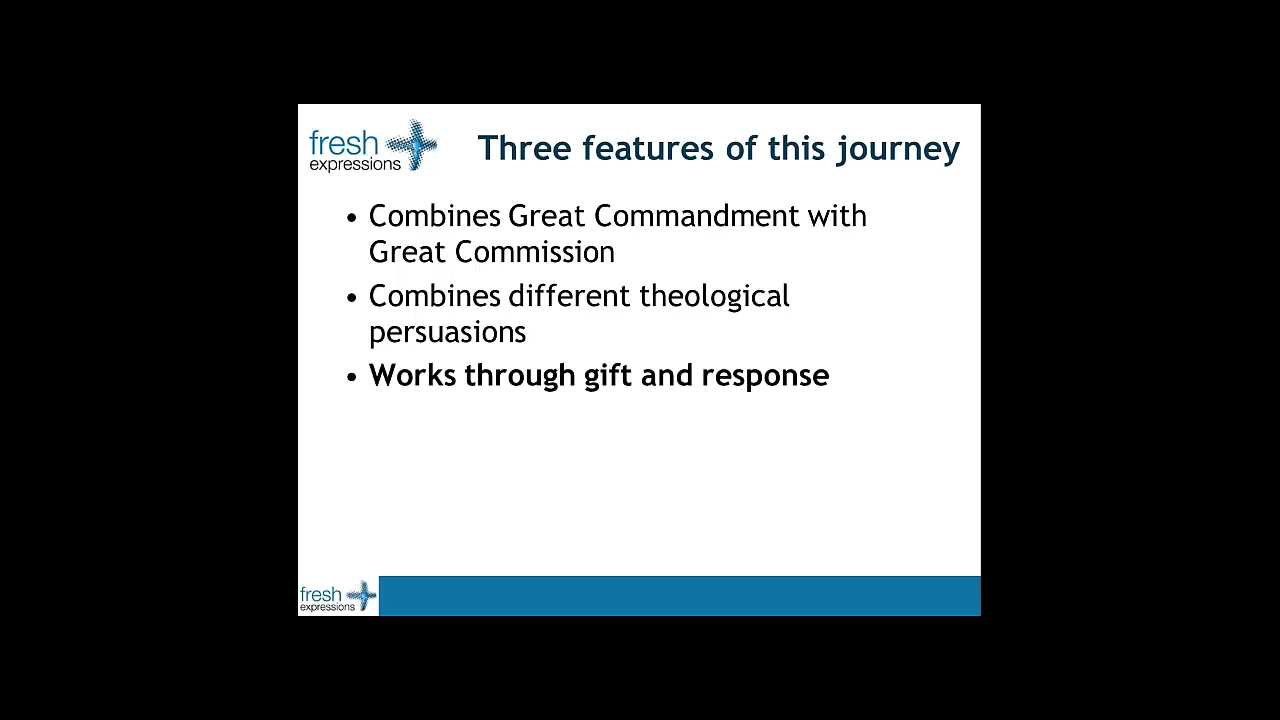 fresh
expressions
Three features of this journey
• Combines Great Commandment with
Great Commission
• Combines different theological
persuasions
• Works through gift and response
fresh
expressions